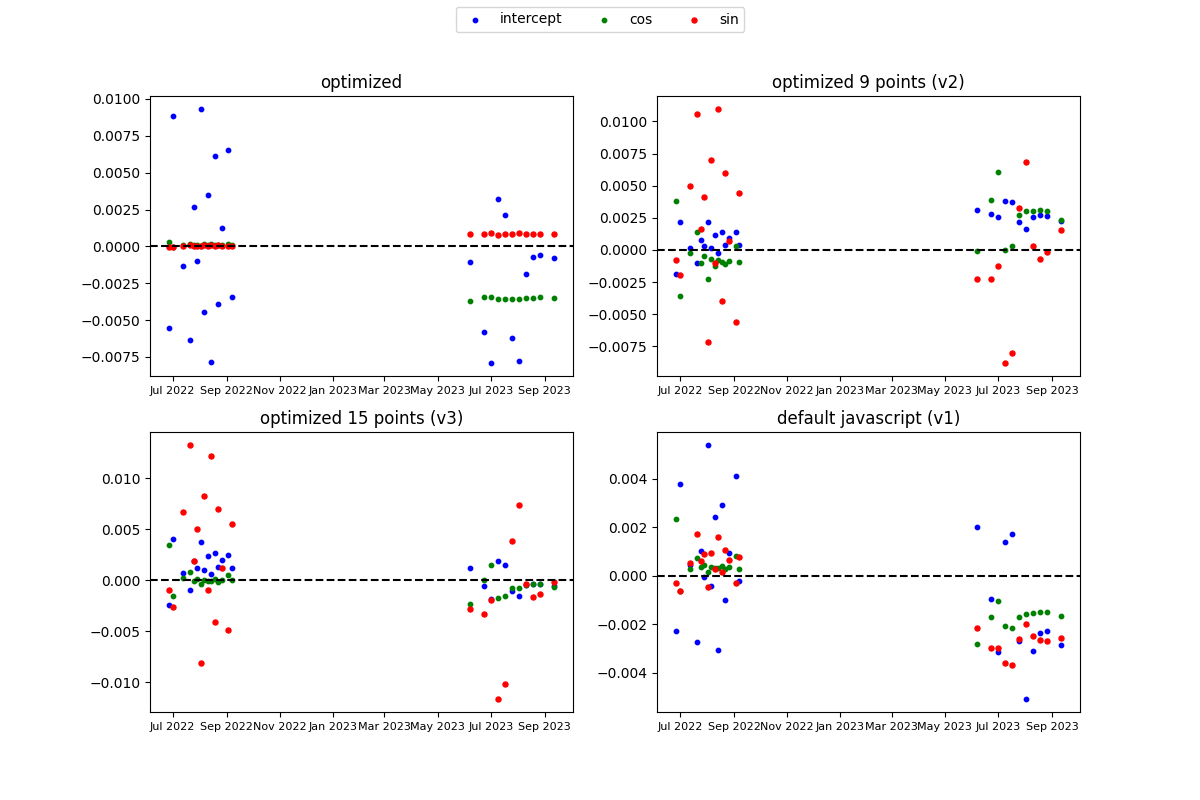 intercept cos sin
optimized
0.0100
0.0075
0.0050
0.0025
0.0000
−0.0025
−0.0050
−0.0075
Jul 2022 Sep 2022 Nov 2022 Jan 2023 Mar 2023 May 2023 Jul 2023 Sep 2023
optimized 9 points (v2)
0.0100
0.0075
0.0050
0.0025
0.0000
−0.0025
−0.0050
−0.0075
Jul 2022 Sep 2022 Nov 2022 Jan 2023 Mar 2023 May 2023 Jul 2023 Sep 2023
optimized 15 points (v3)
0.010
0.005
0.000
−0.005
−0.010
Jul 2022 Sep 2022 Nov 2022 Jan 2023 Mar 2023 May 2023 Jul 2023 Sep 2023
default javascript (v1)
0.004
0.002
0.000
−0.002
−0.004
Jul 2022 Sep 2022 Nov 2022 Jan 2023 Mar 2023 May 2023 Jul 2023 Sep 2023